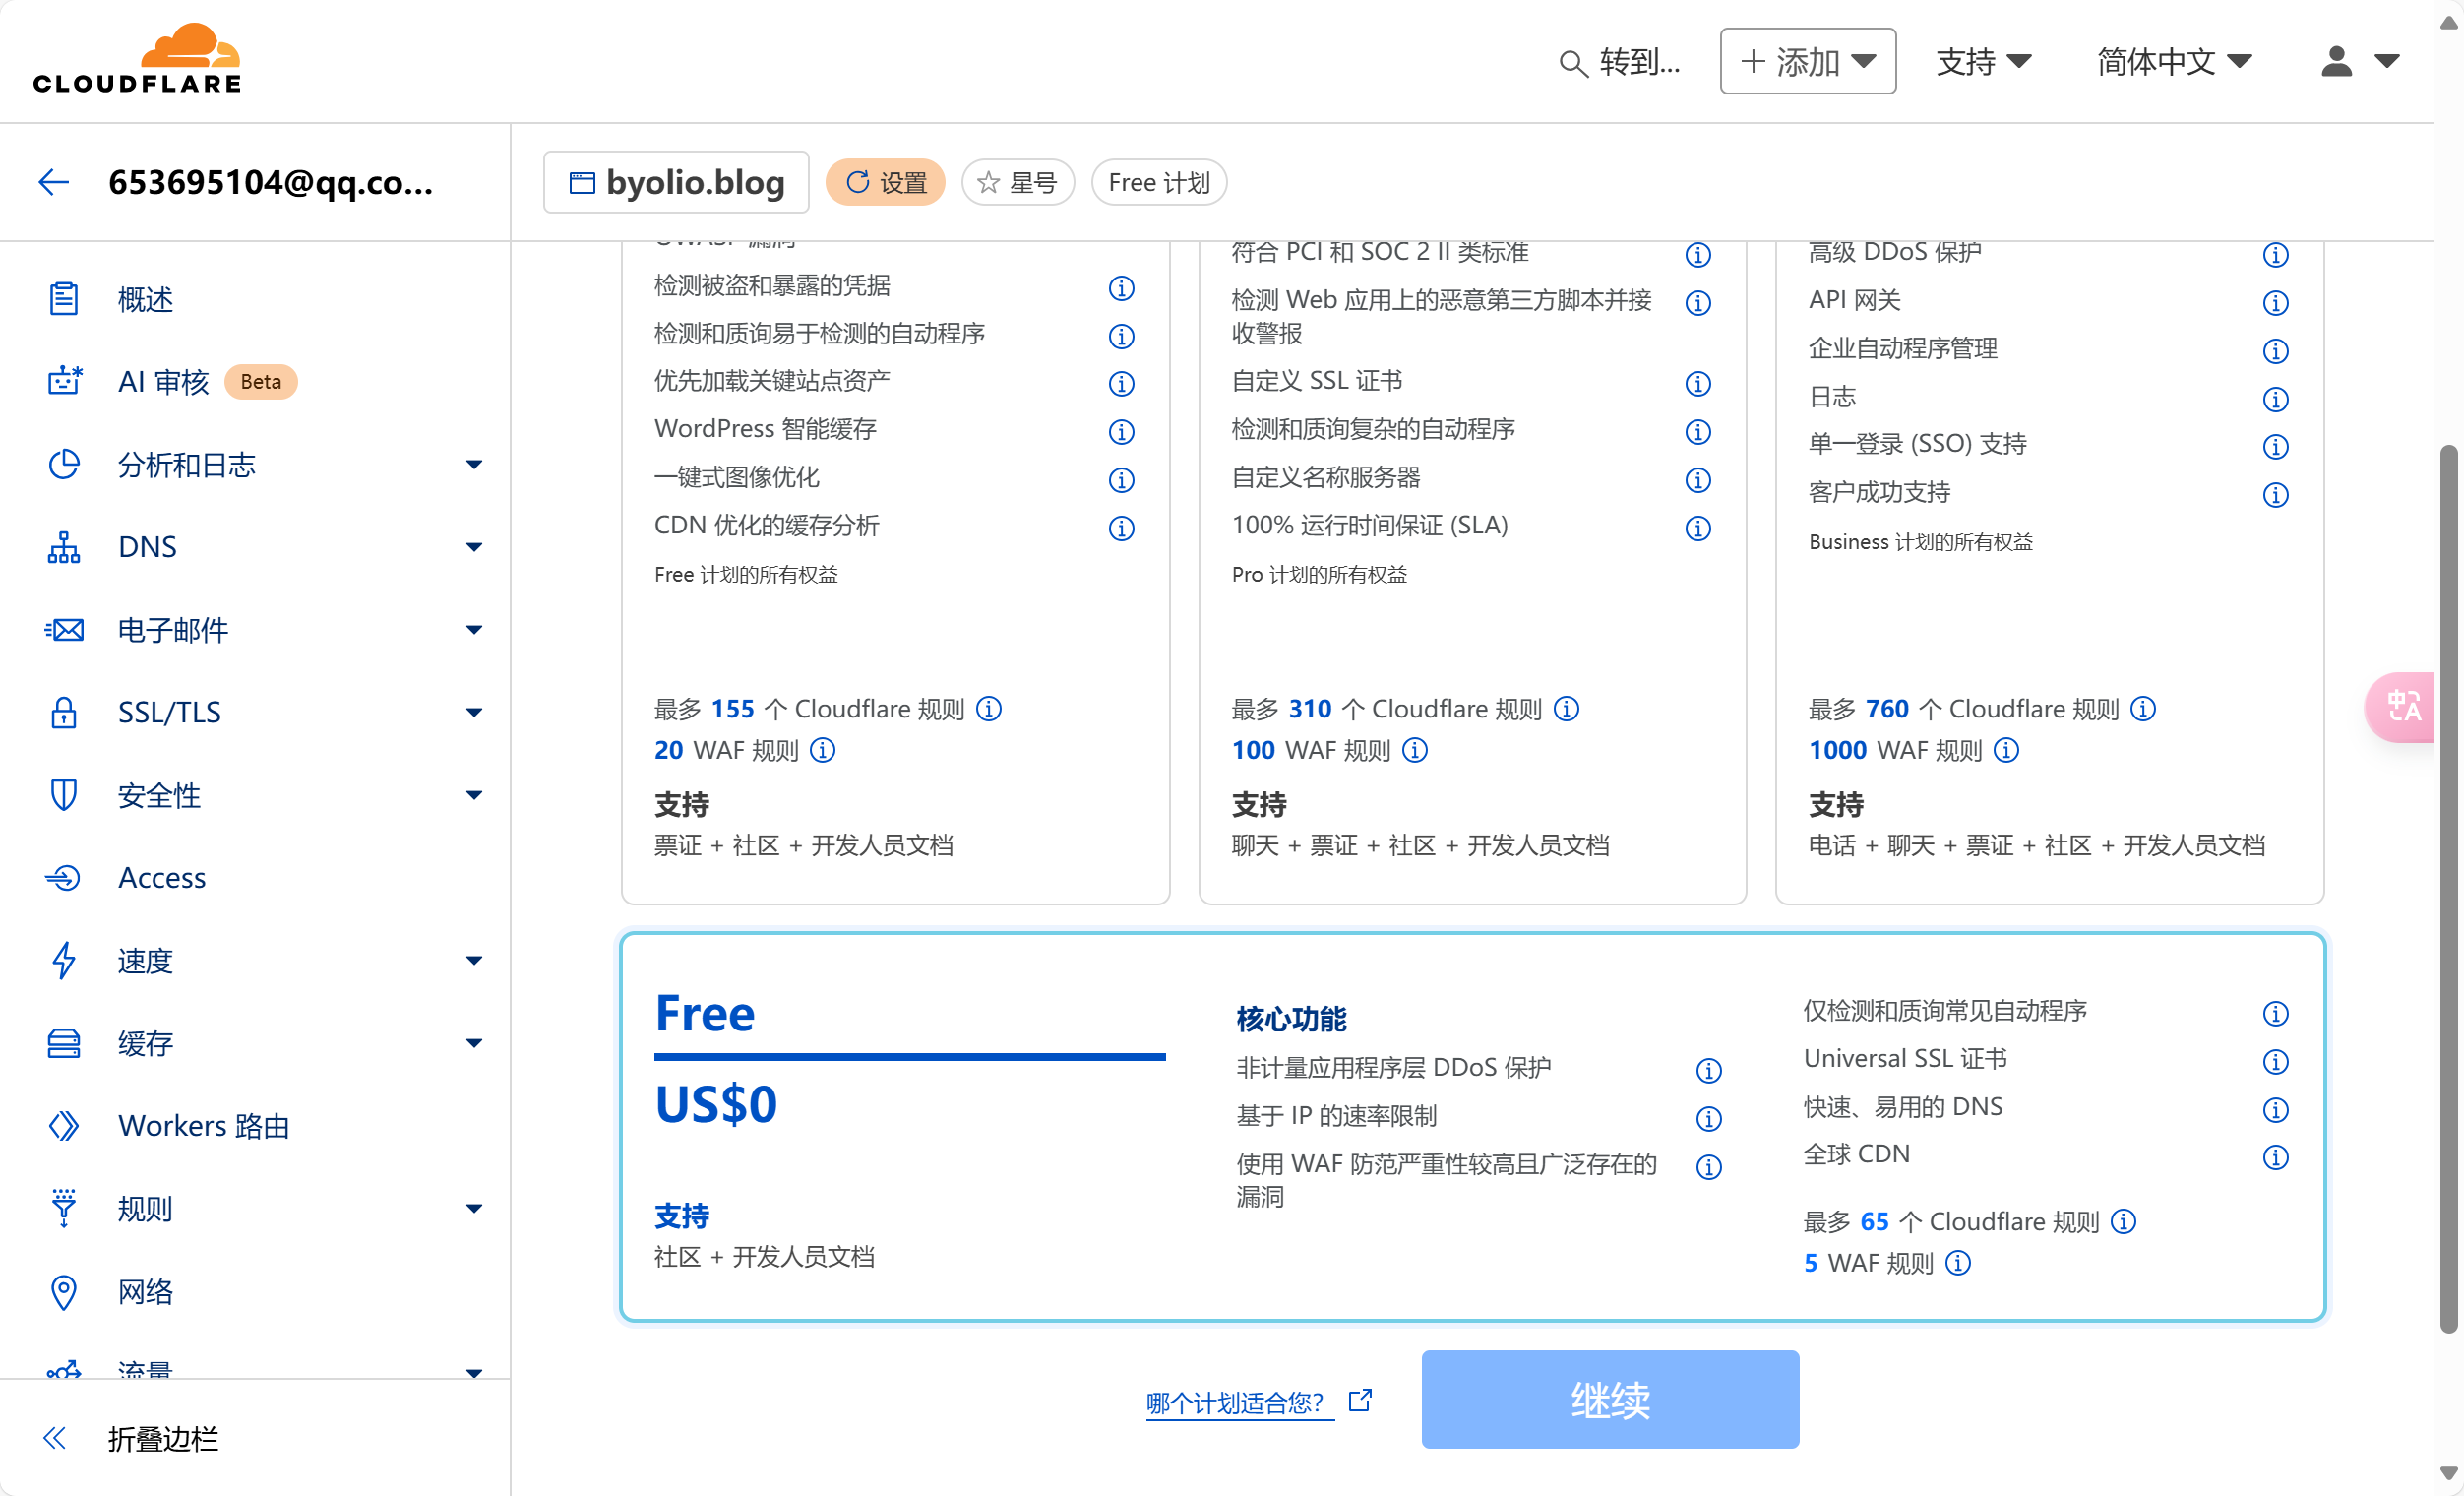 CLOUDFLARE
转到...
添加
支持
简体中文
653695104@qq.co...
byolio.blog
设置
星号
Free 计划
概述
AI 审核 Beta
分析和日志
DNS
电子邮件
SSL/TLS
安全性
Access
速度
缓存
Workers 路由
规则
网络
流量
折叠边栏
OWASP 漏洞
检测被盗和暴露的凭据
检测和质询易于检测的自动程序
优先加载关键站点资产
WordPress 智能缓存
一键式图像优化
CDN 优化的缓存分析
Free 计划的所有权益
最多 155 个 Cloudflare 规则
20 WAF 规则
支持
票证 + 社区 + 开发人员文档
符合 PCI 和 SOC 2 II 类标准
检测 Web 应用上的恶意第三方脚本并接
收警报
自定义 SSL 证书
检测和质询复杂的自动程序
自定义名称服务器
100% 运行时间保证 (SLA)
Pro 计划的所有权益
最多 310 个 Cloudflare 规则
100 WAF 规则
支持
聊天 + 票证 + 社区 + 开发人员文档
高级 DDoS 保护
API 网关
企业自动程序管理
日志
单一登录 (SSO) 支持
客户成功支持
Business 计划的所有权益
最多 760 个 Cloudflare 规则
1000 WAF 规则
支持
电话 + 聊天 + 票证 + 社区 + 开发人员文档
Free
US$0
支持
社区 + 开发人员文档
核心功能
非计量应用程序层 DDoS 保护
基于 IP 的速率限制
使用 WAF 防范严重性较高且广泛存在的
漏洞
仅检测和质询常见自动程序
Universal SSL 证书
快速、易用的 DNS
全球 CDN
最多 65 个 Cloudflare 规则
5 WAF 规则
哪个计划适合您？
继续
中A